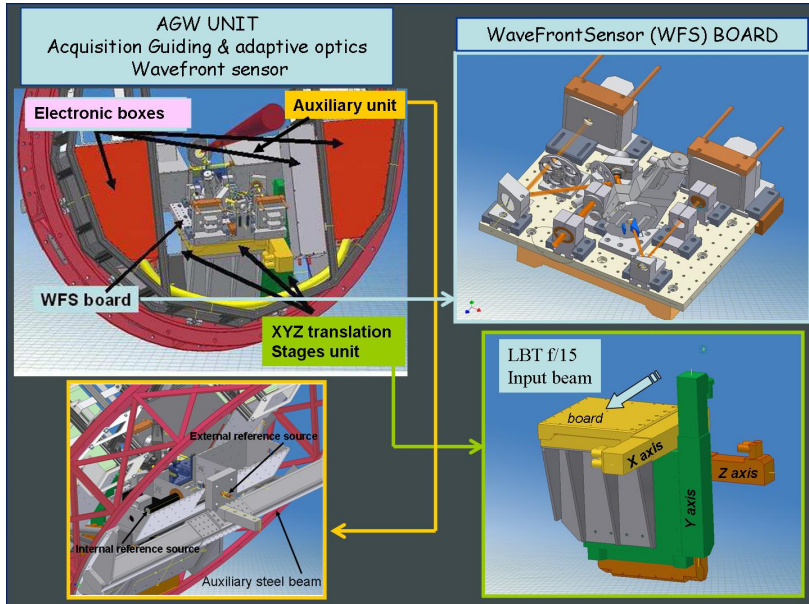 AGW UNIT
Acquisition Guiding & adaptive optics
Wavefront sensor
WaveFrontSensor (WFS) BOARD
Electronic boxes
Auxiliary unit
WFS board
XYZ translation
Stages unit
External reference source
Internal reference source
Auxiliary steel beam
LBT f/15
Input beam
board
X axis
Y axis
Z axis